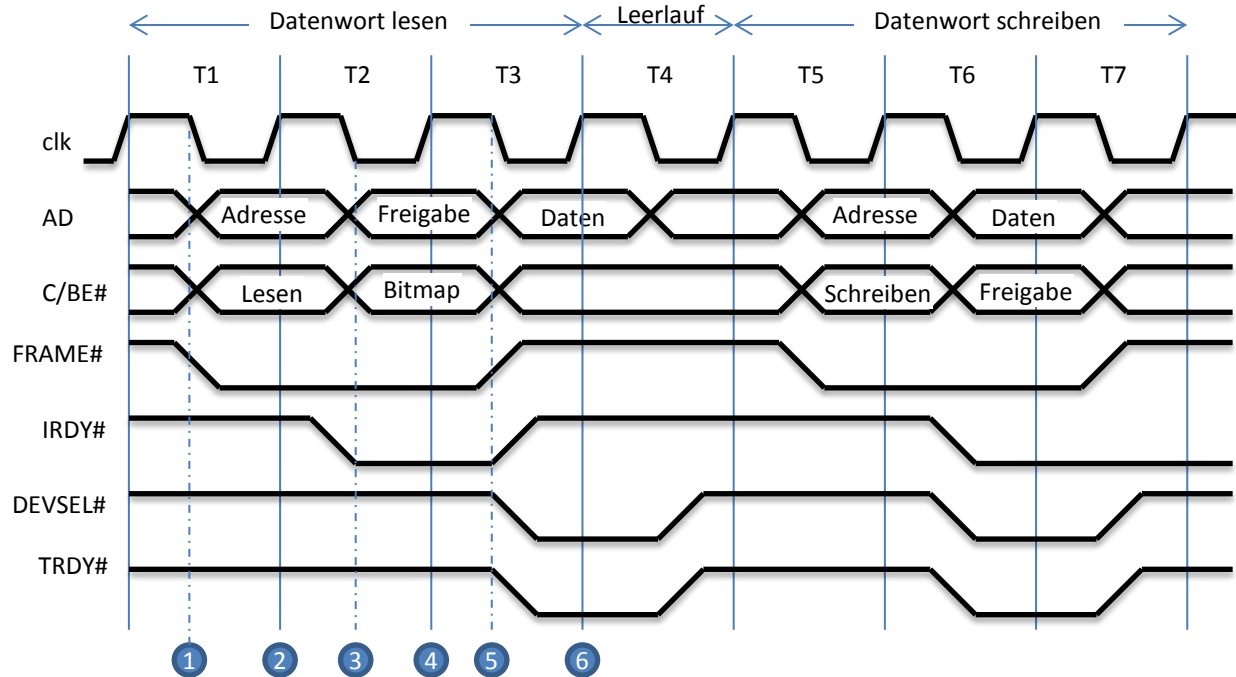 Datenwort lesen Leerlauf Datenwort schreiben
T1 T2 T3 T4 T5 T6 T7
clk
AD Adresse Freigabe Daten Adresse Daten
C/BE# Lesen Bitmap Schreiben Freigabe
FRAME#
IRDY#
DEVSEL#
TRDY#
1 2 3 4 5 6